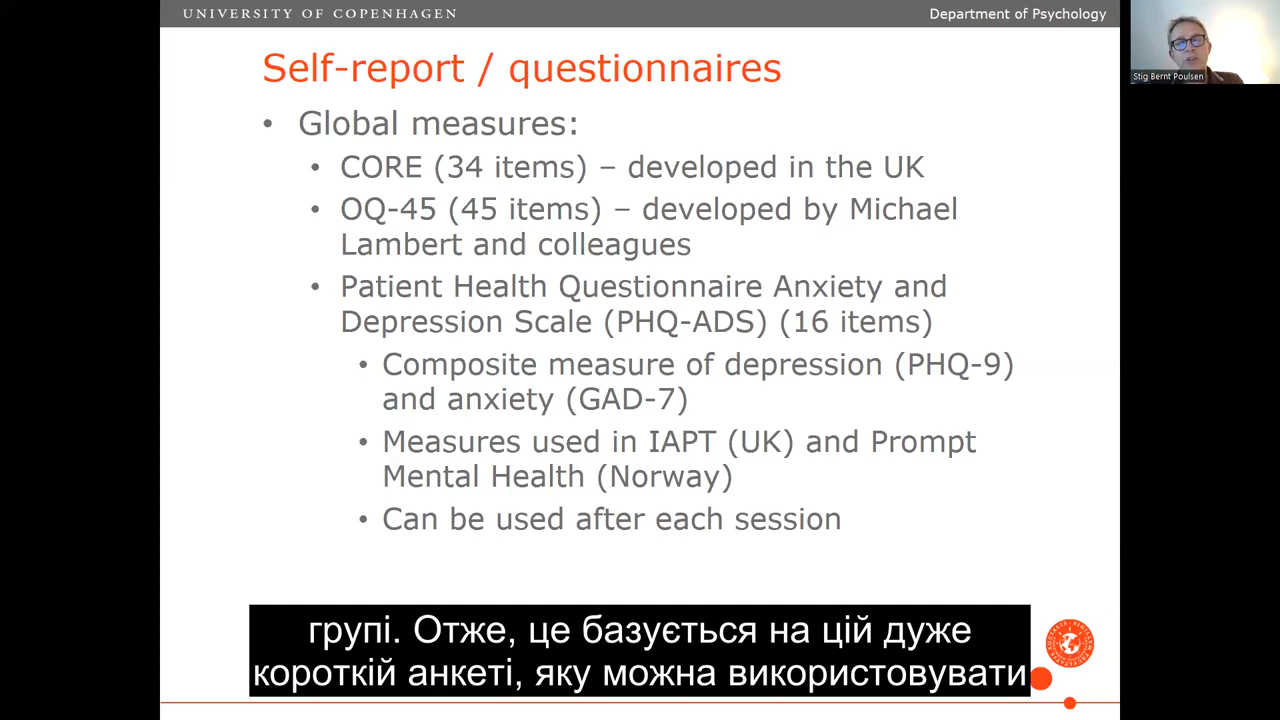 UNIVERSITY OF COPENHAGEN
Department of Psychology
Stig Bernt Poulsen
Self-report / questionnaires
• Global measures:
• CORE (34 items) – developed in the UK
• OQ-45 (45 items) – developed by Michael
Lambert and colleagues
• Patient Health Questionnaire Anxiety and
Depression Scale (PHQ-ADS) (16 items)
• Composite measure of depression (PHQ-9)
and anxiety (GAD-7)
• Measures used in IAPT (UK) and Prompt
Mental Health (Norway)
• Can be used after each session
групі. Отже, це базується на цій дуже
короткій анкеті, яку можна використовувати